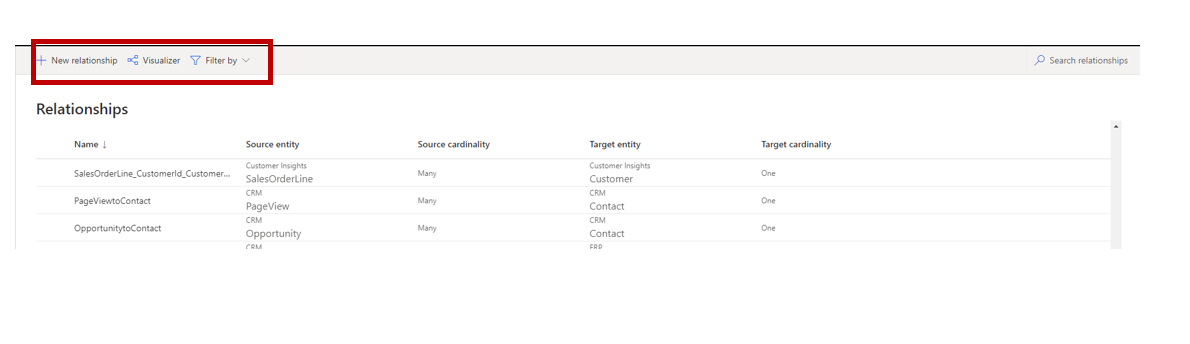 New relationship Visualizer Filter by Search relationships
Relationships
Name ↓ Source entity Source cardinality Target entity Target cardinality
Customer Insights Customer Insights
SalesOrderLine_CustomerId_Customer... SalesOrderLine Many Customer One
CRM CRM
PageViewtoContact PageView Many Contact One
CRM CRM
OpportunitytoContact Opportunity Many Contact One
CRM ERP